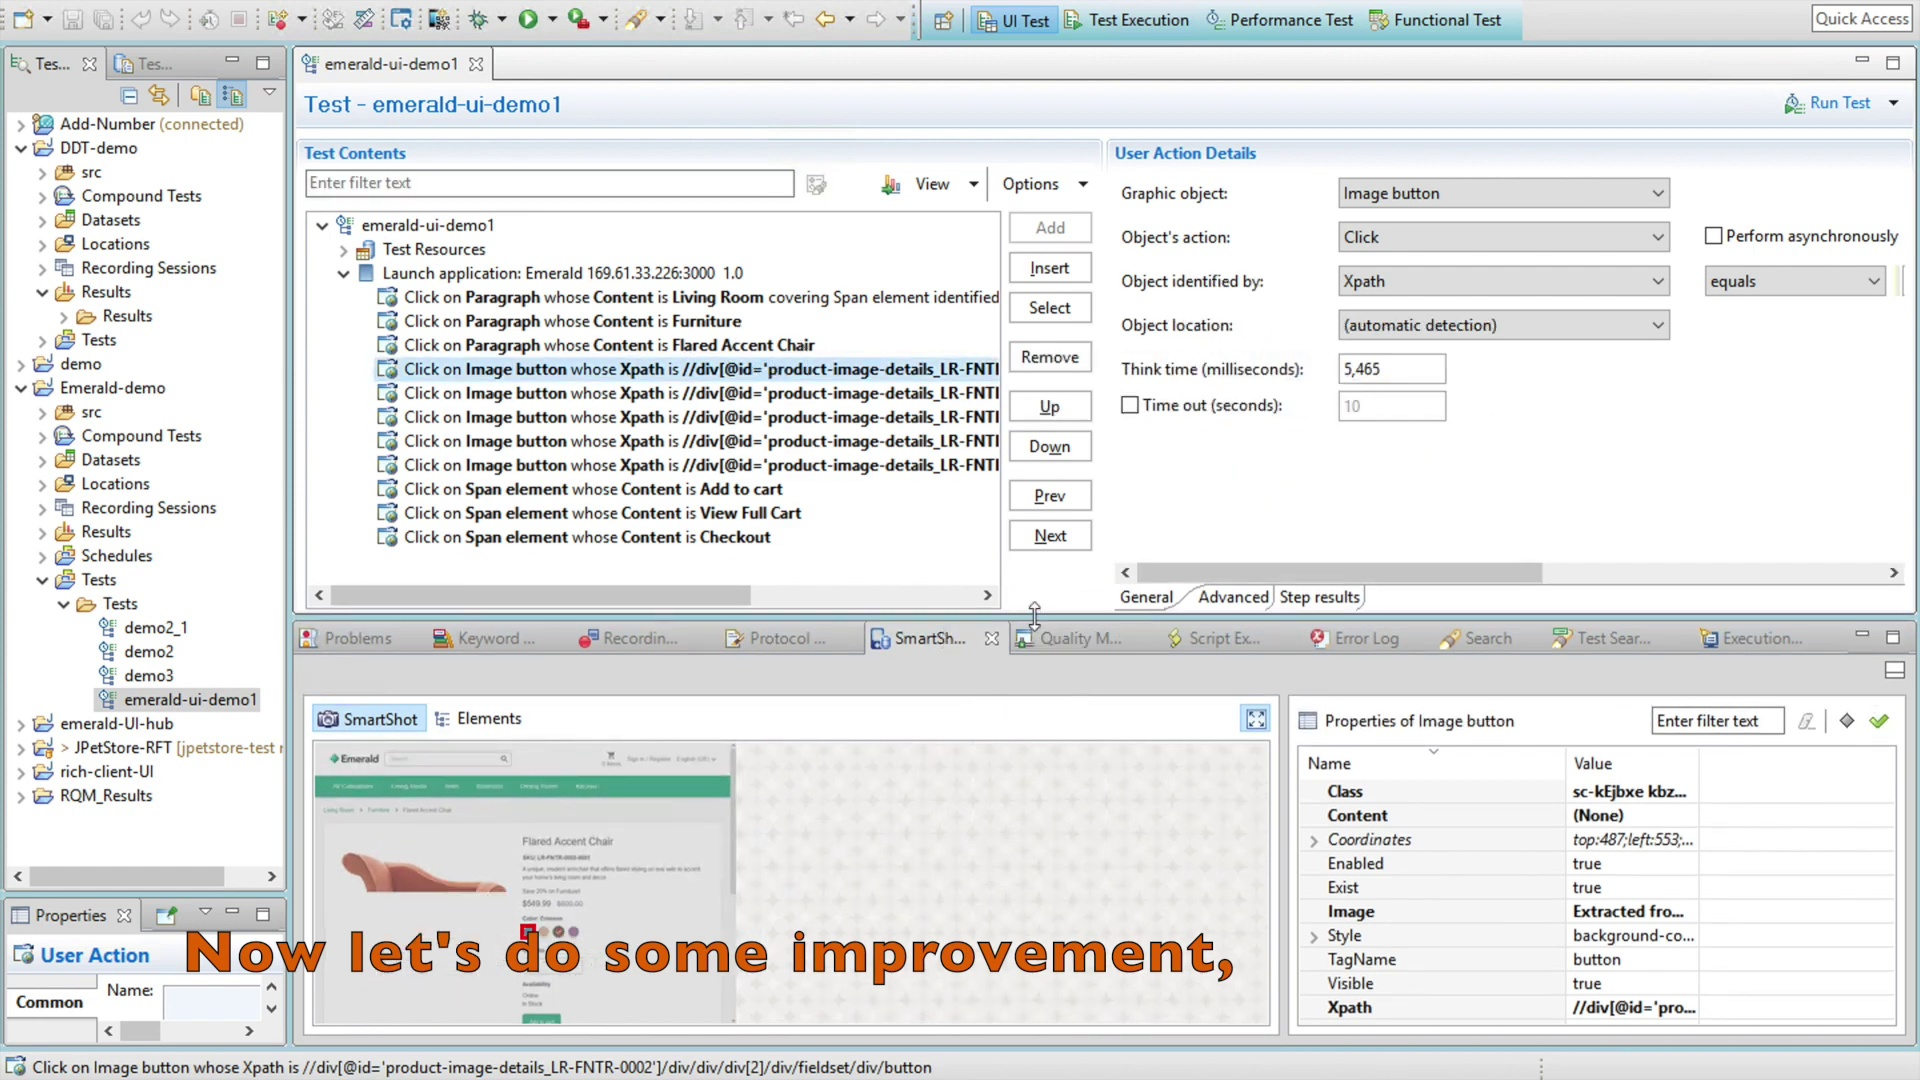 UI Test
Test Execution
Performance Test
Functional Test
Quick Access
Tes...
Tes...
emerald-ui-demo1
Test - emerald-ui-demo1
Run Test
Add-Number (connected)
DDT-demo
src
Compound Tests
Datasets
Locations
Recording Sessions
Results
Results
Tests
demo
Emerald-demo
src
Compound Tests
Datasets
Locations
Recording Sessions
Results
Schedules
Tests
Tests
demo2_1
demo2
demo3
emerald-ui-demo1
emerald-UI-hub
> JPetStore-RFT [jpetstore-test r
rich-client-UI
RQM_Results
Test Contents
Enter filter text
View
Options
emerald-ui-demo1
Test Resources
Launch application: Emerald 169.61.33.226:3000 1.0
Click on Paragraph whose Content is Living Room covering Span element identified
Click on Paragraph whose Content is Furniture
Click on Paragraph whose Content is Flared Accent Chair
Click on Image button whose Xpath is //div[@id='product-image-details_LR-FNTI
Click on Image button whose Xpath is //div[@id='product-image-details_LR-FNTI
Click on Image button whose Xpath is //div[@id='product-image-details_LR-FNTI
Click on Image button whose Xpath is //div[@id='product-image-details_LR-FNTI
Click on Image button whose Xpath is //div[@id='product-image-details_LR-FNTI
Click on Span element whose Content is Add to cart
Click on Span element whose Content is View Full Cart
Click on Span element whose Content is Checkout
Add
Insert
Select
Remove
Up
Down
Prev
Next
User Action Details
Graphic object: Image button
Object's action: Click
Perform asynchronously
Object identified by: Xpath
equals
Object location: (automatic detection)
Think time (milliseconds): 5,465
Time out (seconds): 10
General
Advanced
Step results
Problems
Keyword ...
Recordin...
Protocol ...
SmartSh...
Quality M...
Script Ex...
Error Log
Search
Test Sear...
Execution...
SmartShot
Elements
Emerald
Flared Accent Chair
$549.99
Properties of Image button
Enter filter text
Name Value
Class sc-kEjbxe kbz...
Content (None)
Coordinates top:487;left:553;...
Enabled true
Exist true
Image Extracted fro...
Style background-co...
TagName button
Visible true
Xpath //div[@id='pro...
Properties
User Action
Common
Name:
Now let's do some improvement,
Click on Image button whose Xpath is //div[@id='product-image-details_LR-FNTR-0002']/div/div/div[2]/div/fieldset/div/button